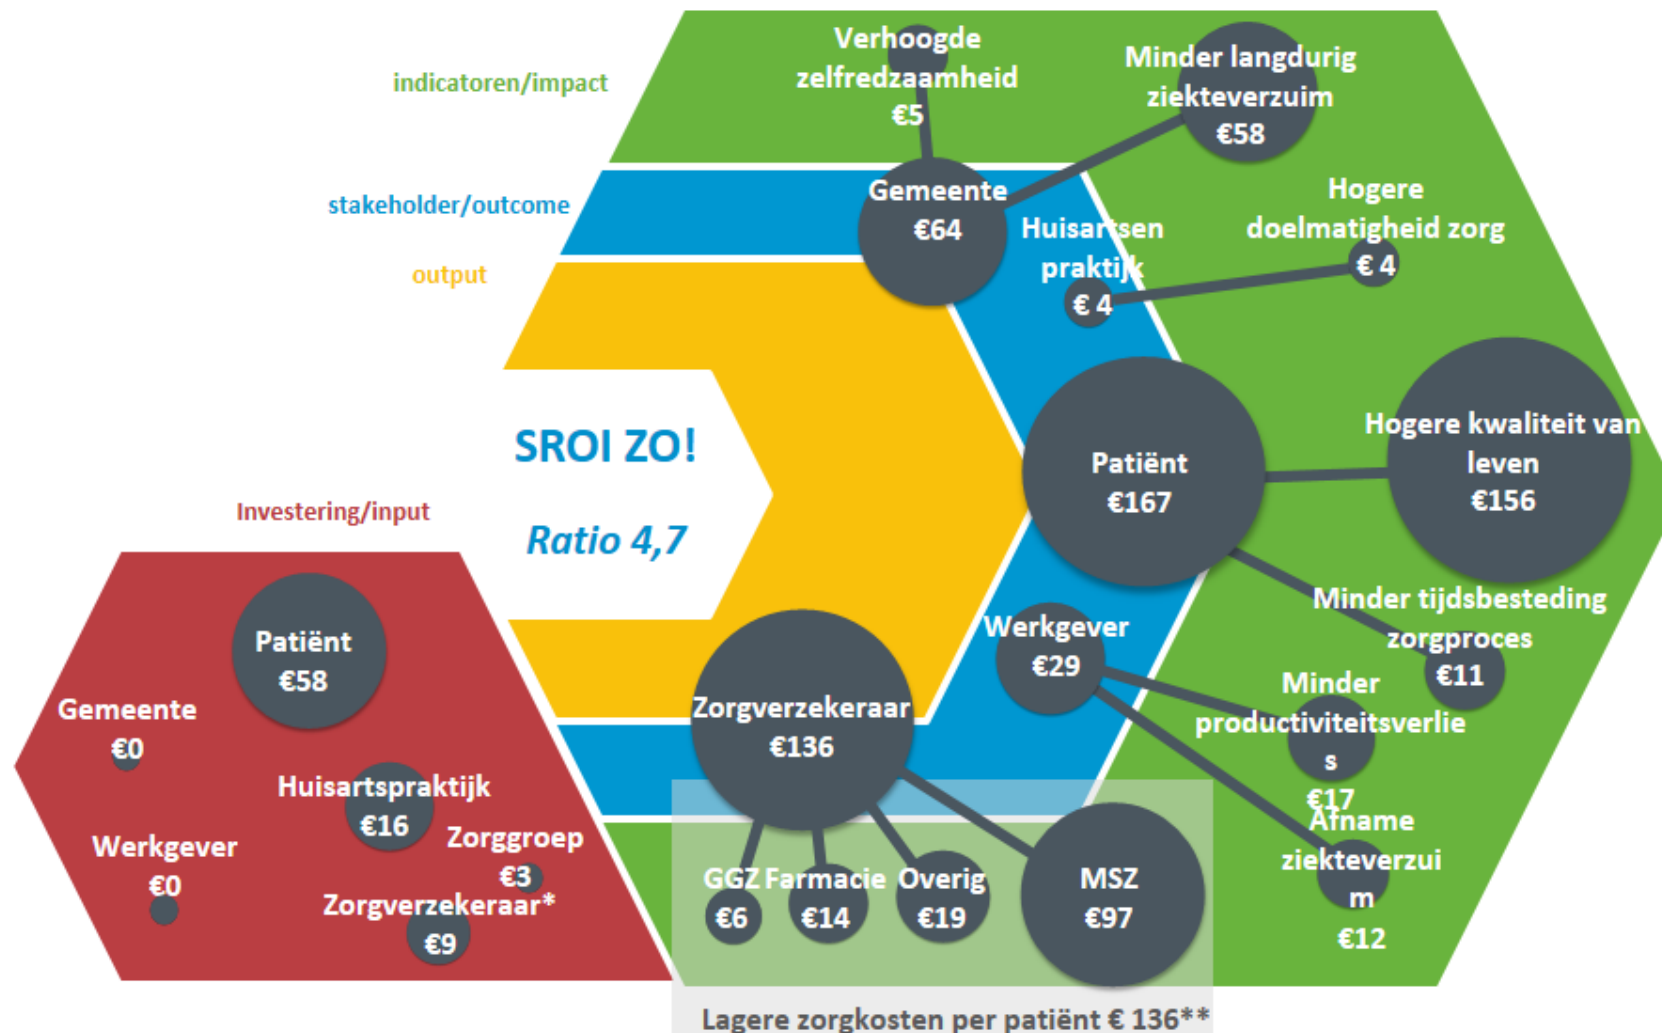 indicatoren/impact
Verhoogde
zelfredzaamheid
€5
Minder langdurig
ziekteverzuim
€58
stakeholder/outcome
Gemeente
€64
Huisartsen
praktijk
€ 4
Hogere
doelmatigheid zorg
€ 4
output
SROI ZO!
Ratio 4,7
Patiënt
€167
Hogere kwaliteit van
leven
€156
Minder tijdsbesteding
zorgproces
€11
Werkgever
€29
Minder
productiviteitsverlie
s
€17
Afname
ziekteverzui
m
€12
Zorgverzekeraar
€136
GGZ
€6
Farmacie
€14
Overig
€19
MSZ
€97
Lagere zorgkosten per patiënt € 136**
Investering/input
Patiënt
€58
Gemeente
€0
Huisartspraktijk
€16
Werkgever
€0
Zorggroep
€3
Zorgverzekeraar*
€9